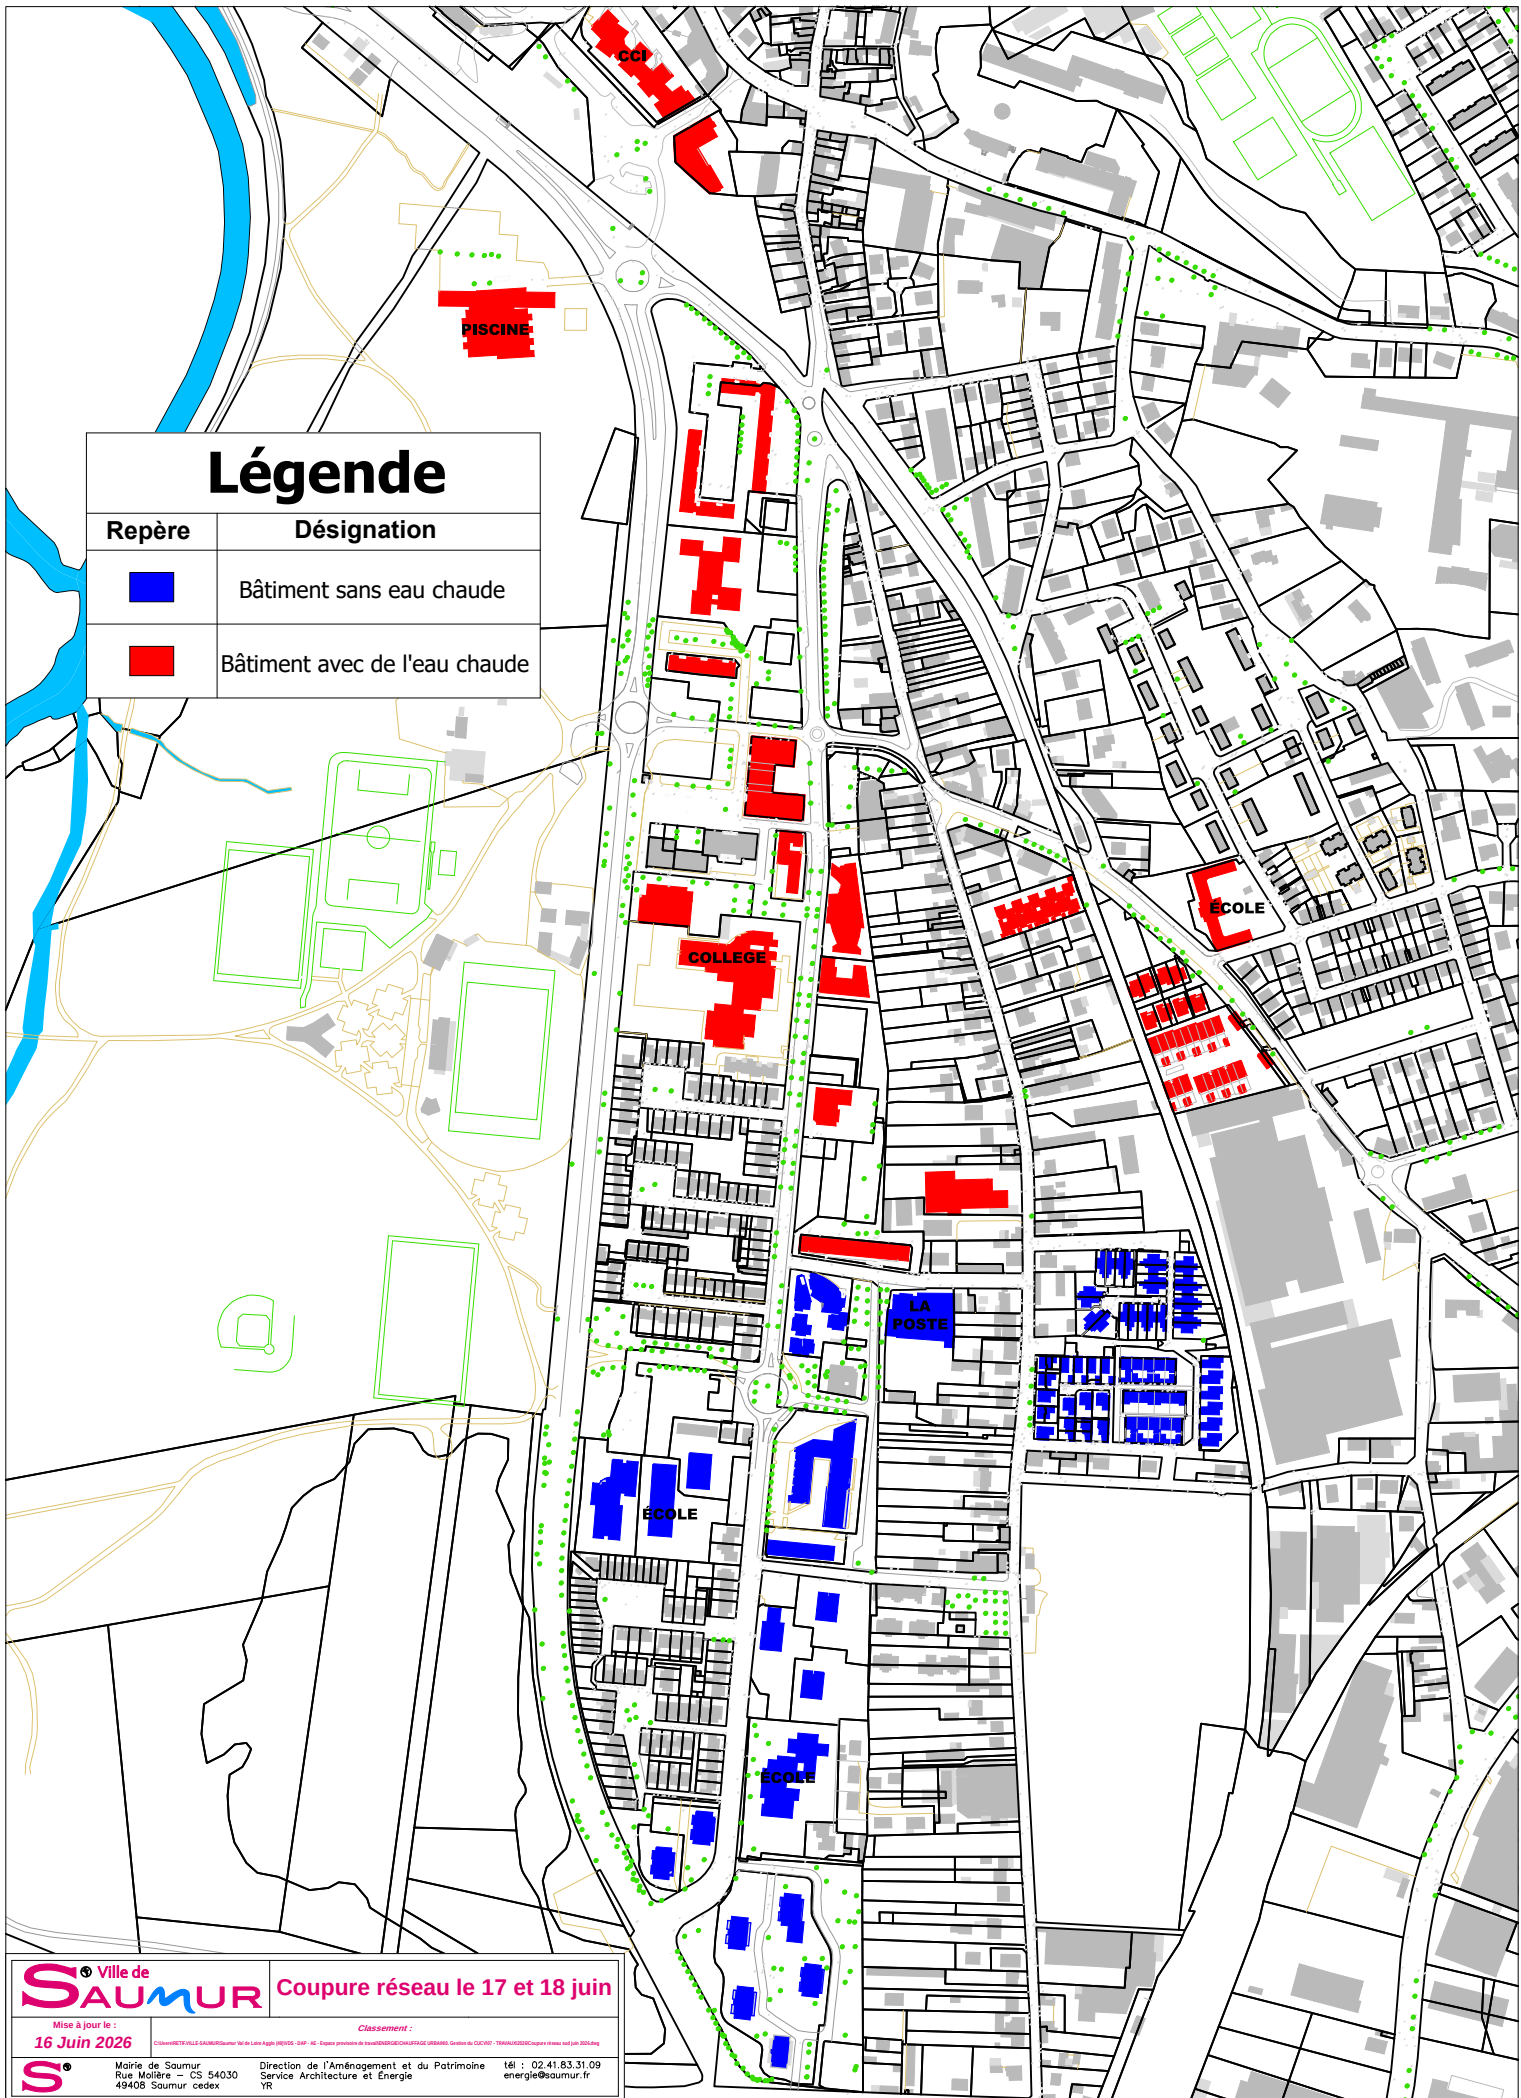 CCI
PISCINE
Légende
Repère Désignation
Bâtiment sans eau chaude
Bâtiment avec de l'eau chaude
ÉCOLE
COLLEGE
LA
POSTE
ÉCOLE
ÉCOLE
Ville de
SAUMUR
Coupure réseau le 17 et 18 juin
Mise à jour le :
16 Juin 2026
Classement :
Mairie de Saumur
Rue Molière – CS 54030
49408 Saumur cedex
Direction de l'Aménagement et du Patrimoine
Service Architecture et Énergie
YR
tél : 02.41.83.31.09
energie@saumur.fr